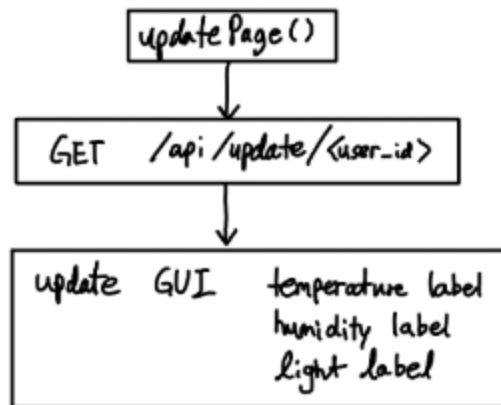 updatePage()
GET /api/update/<user_id>
update GUI temperature label
humidity label
light label